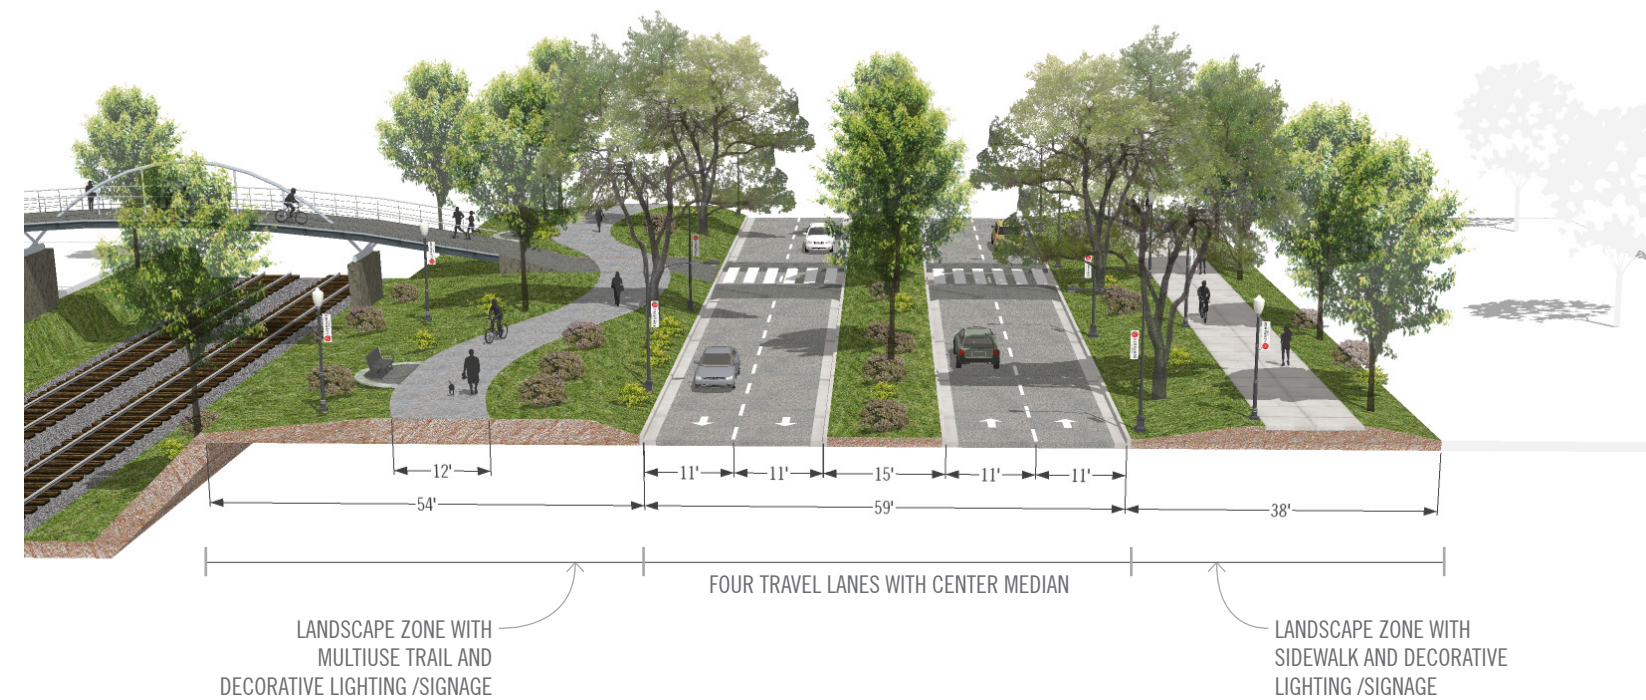 12'
11'
11'
15'
11'
11'
54'
59'
38'
FOUR TRAVEL LANES WITH CENTER MEDIAN
LANDSCAPE ZONE WITH
MULTIUSE TRAIL AND
DECORATIVE LIGHTING /SIGNAGE
LANDSCAPE ZONE WITH
SIDEWALK AND DECORATIVE
LIGHTING /SIGNAGE